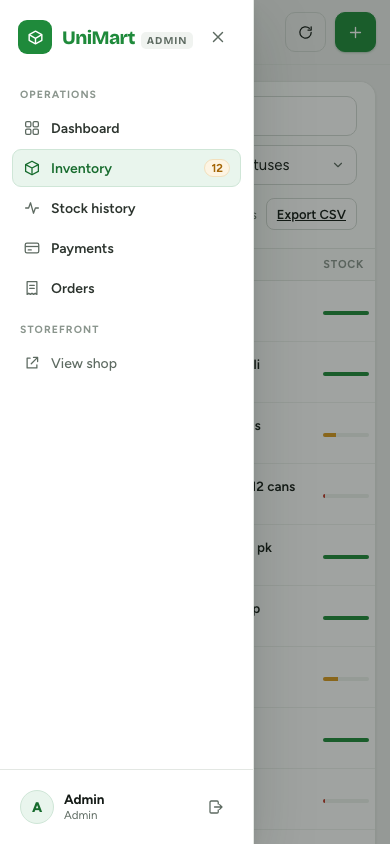 UniMart ADMIN
OPERATIONS
Dashboard
Inventory 12
tuses
Stock history
s Export CSV
Payments
STOCK
Orders
STOREFRONT
View shop
li
s
12 cans
pk
p
A
Admin
Admin